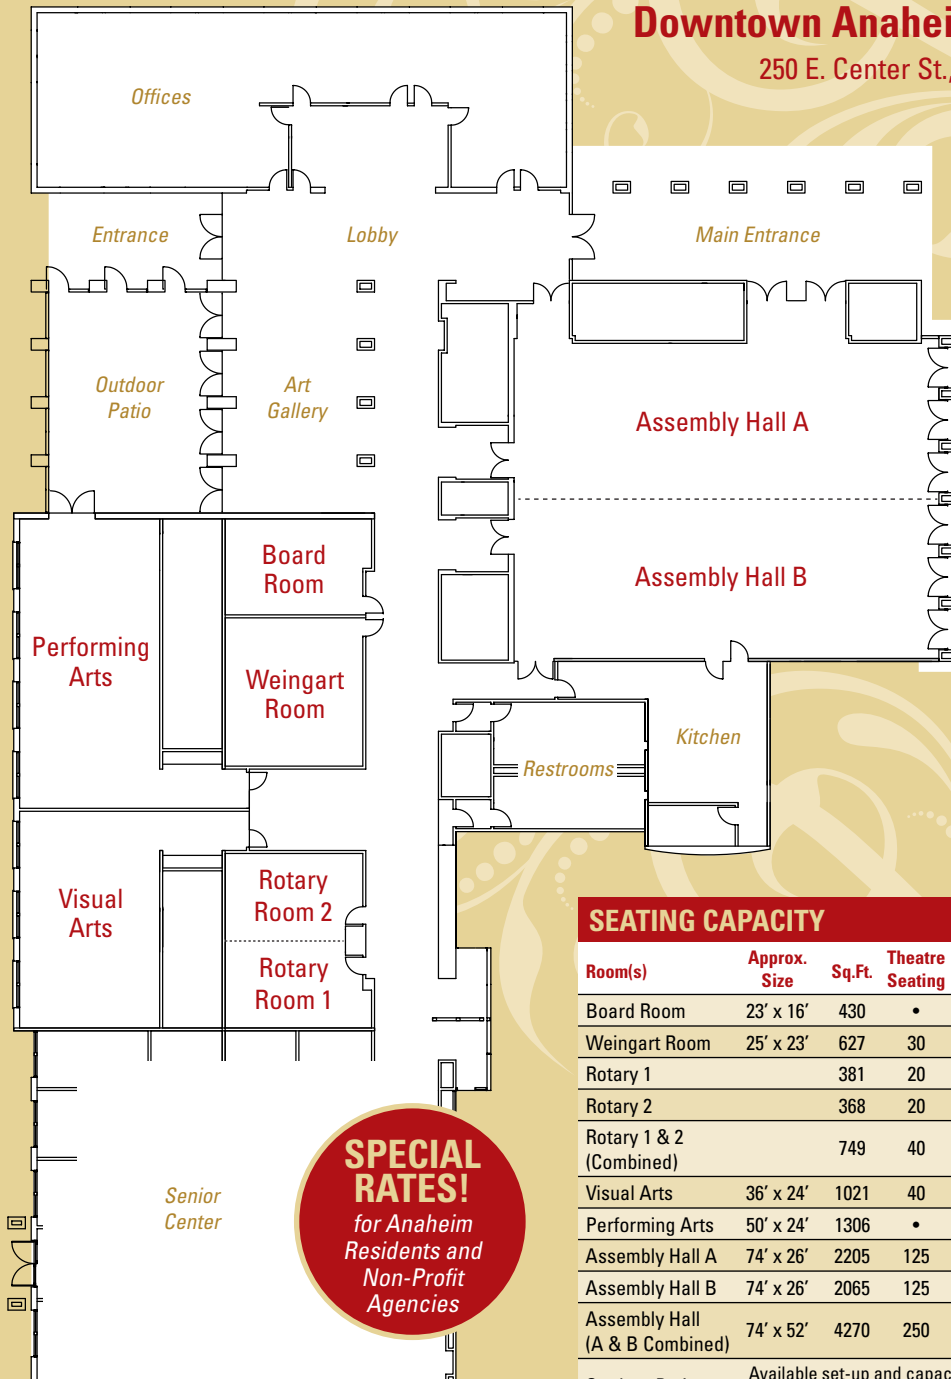 Downtown Anahei
250 E. Center St.,
Offices
Entrance
Lobby
Main Entrance
Outdoor
Patio
Art
Gallery
Assembly Hall A
Assembly Hall B
Board
Room
Performing
Arts
Weingart
Room
Kitchen
Restrooms
Visual
Arts
Rotary
Room 2
Rotary
Room 1
Senior
Center
SPECIAL
RATES!
for Anaheim
Residents and
Non-Profit
Agencies
SEATING CAPACITY
Room(s) Approx. Size Sq.Ft. Theatre Seating
Board Room 23′ x 16′ 430 •
Weingart Room 25′ x 23′ 627 30
Rotary 1 381 20
Rotary 2 368 20
Rotary 1 & 2 (Combined) 749 40
Visual Arts 36′ x 24′ 1021 40
Performing Arts 50′ x 24′ 1306 •
Assembly Hall A 74′ x 26′ 2205 125
Assembly Hall B 74′ x 26′ 2065 125
Assembly Hall (A & B Combined) 74′ x 52′ 4270 250
Available set-up and capac